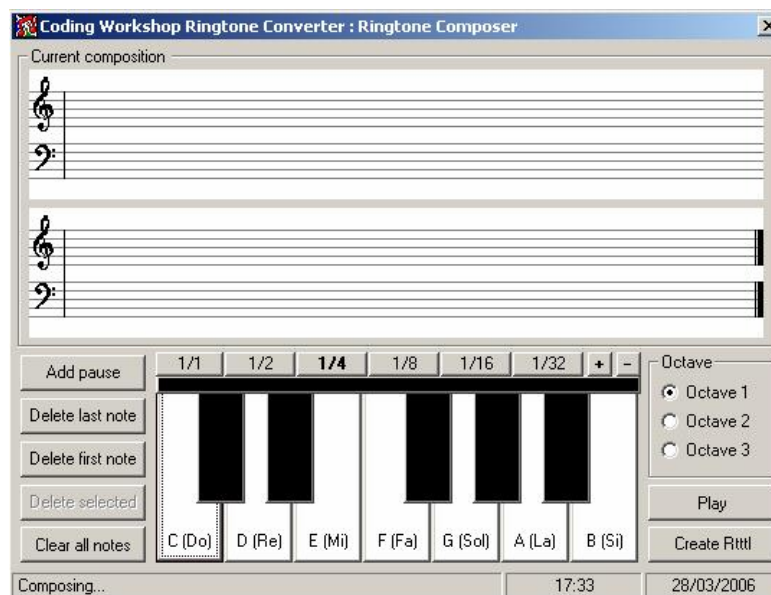 Coding Workshop Ringtone Converter : Ringtone Composer
Current composition
Add pause
Delete last note
Delete first note
Delete selected
Clear all notes
1/1 1/2 1/4 1/8 1/16 1/32 + -
C (Do) D (Re) E (Mi) F (Fa) G (Sol) A (La) B (Si)
Octave
Octave 1
Octave 2
Octave 3
Play
Create Rtttl
Composing... 17:33 28/03/2006